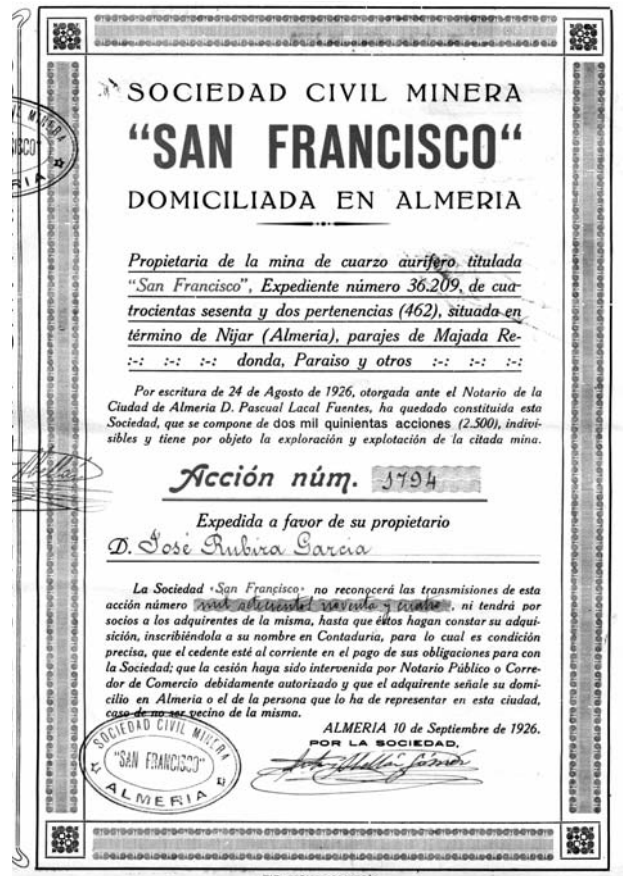 SOCIEDAD CIVIL MINERA
"SAN FRANCISCO"
DOMICILIADA EN ALMERIA
Propietaria de la mina de cuarzo aurífero titulada
"San Francisco", Expediente número 36.209, de cua-
trocientas sesenta y dos pertenencias (462), situada en
término de Nijar (Almería), parajes de Majada Re-
:-: :-: :-: donda, Paraiso y otros :-: :-: :-:
Por escritura de 24 de Agosto de 1926, otorgada ante el Notario de la
Ciudad de Almería D. Pascual Lacal Fuentes, ha quedado constituida esta
Sociedad, que se compone de dos mil quinientas acciones (2.500), indivi-
sibles y tiene por objeto la exploración y explotación de la citada mina.
Acción núm. 1794
Expedida a favor de su propietario
D. José Rubira Garcia
La Sociedad «San Francisco» no reconocerá las transmisiones de esta
acción número mil setecientos noventa y cuatro, ni tendrá por
socios a los adquirentes de la misma, hasta que éstos hagan constar su adqui-
sición, inscribiéndola a su nombre en Contaduría, para lo cual es condición
precisa, que el cedente esté al corriente en el pago de sus obligaciones para con
la Sociedad; que la cesión haya sido intervenida por Notario Público o Corre-
dor de Comercio debidamente autorizado y que el adquirente señale su domi-
cilio en Almería o el de la persona que lo ha de representar en esta ciudad,
caso de no ser vecino de la misma.
ALMERIA 10 de Septiembre de 1926.
POR LA SOCIEDAD,
SOCIEDAD CIVIL MINERA
"SAN FRANCISCO"
ALMERIA